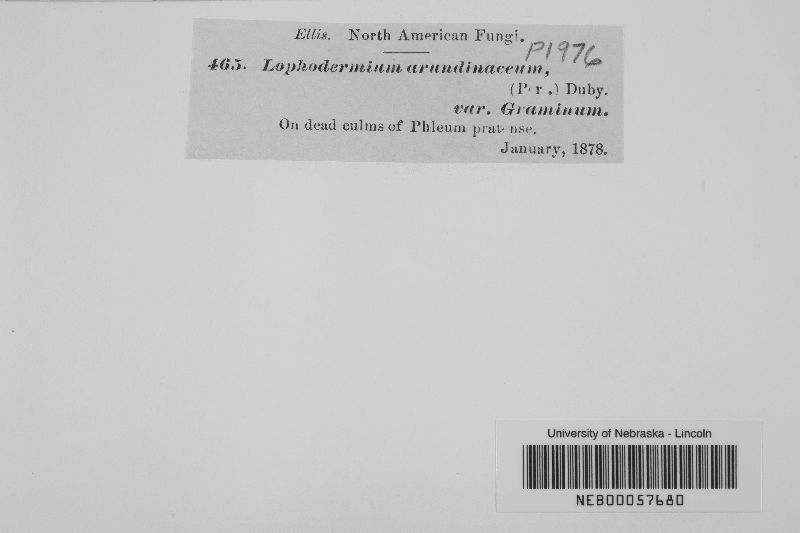 Ellis. North American Fungi.
P1976
465. Lophodermium arundinaceum,
(P r .) Duby.
var. Graminum.
On dead culms of Phleum pratense.
January, 1878.
University of Nebraska - Lincoln
NEB00057680